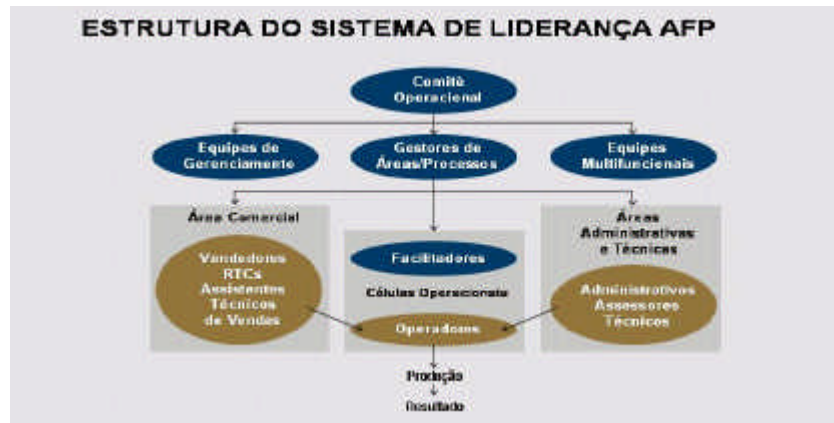 ESTRUTURA DO SISTEMA DE LIDERANÇA AFP
Comitê
Operacional
Equipes de
Gerenciamento
Gestores de
Áreas/Processos
Equipes
Multifuncionais
Área Comercial
Vendedores
RTCs
Assistentes
Técnicos
de Vendas
Facilitadores
Células Operacionais
Operadores
Áreas
Administrativas
e Técnicas
Administrativos
Assessores
Técnicos
Produção
Resultado